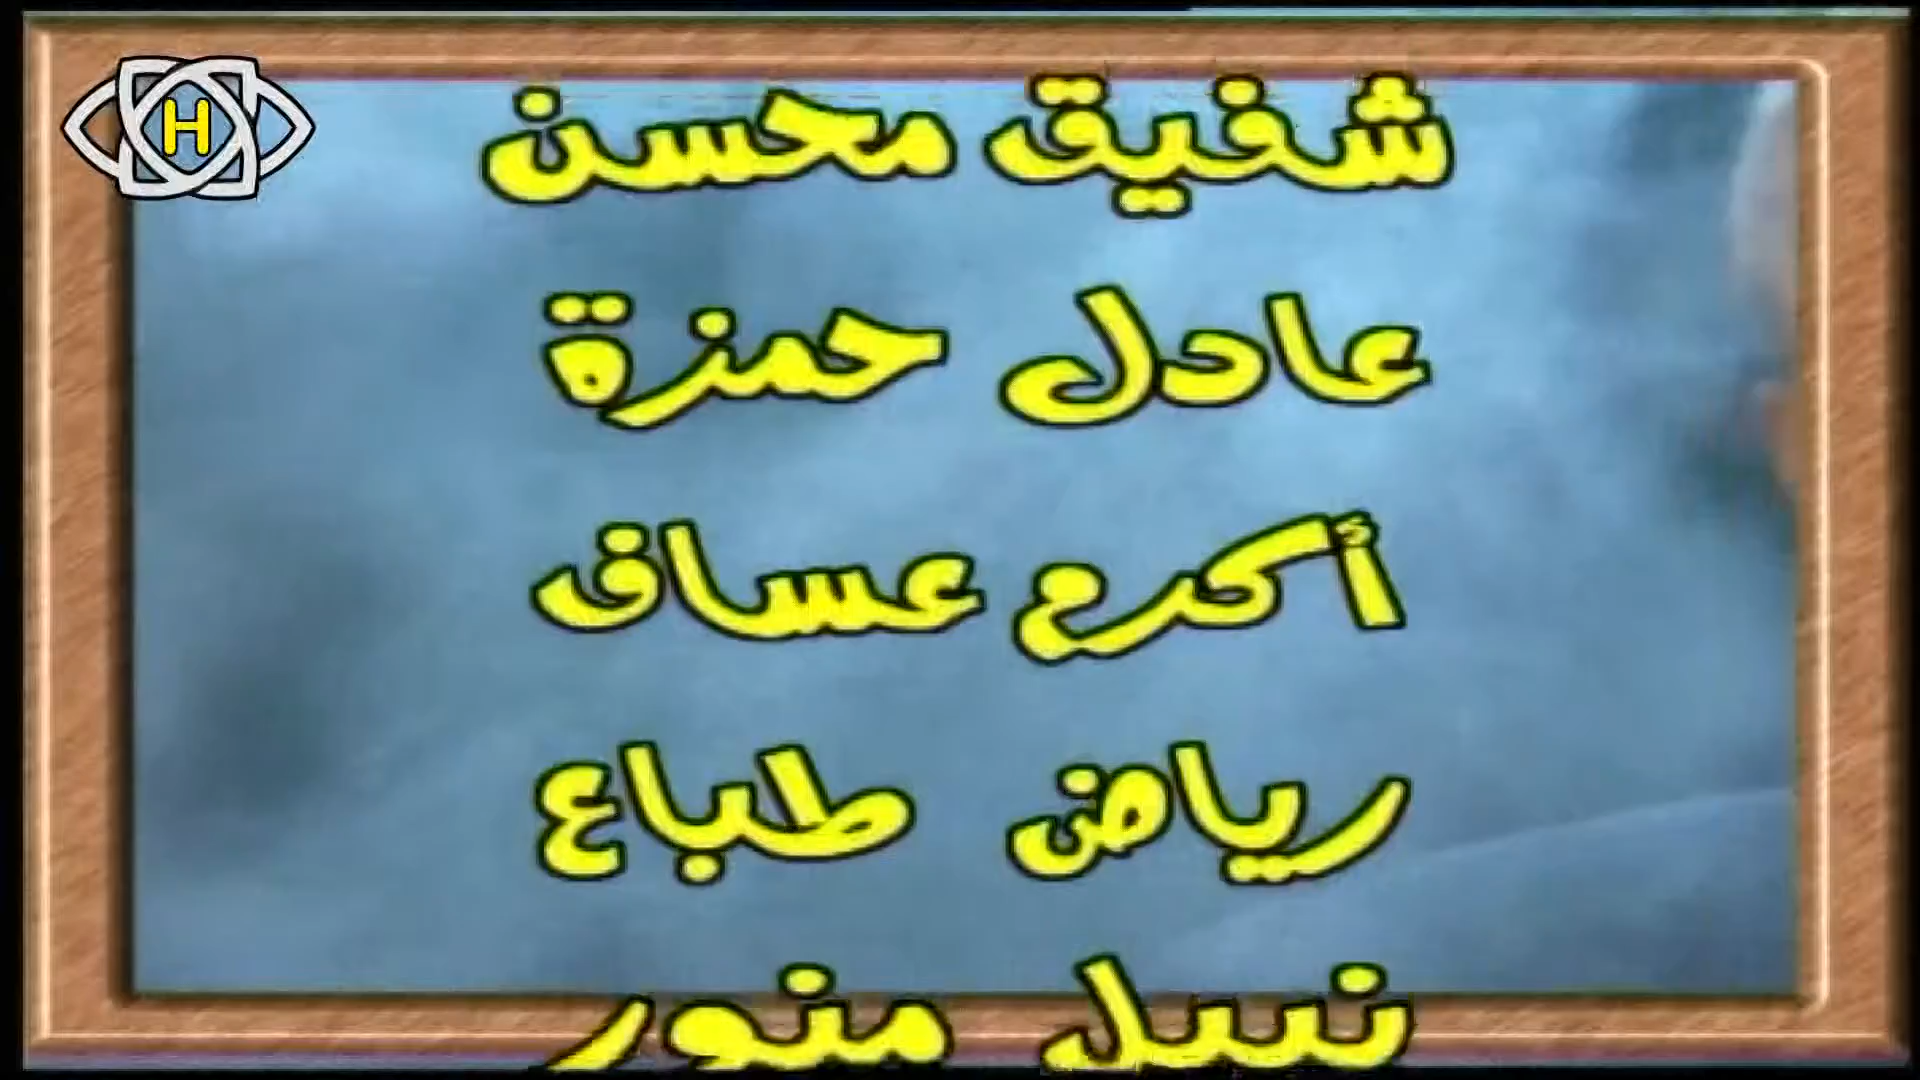 H
شفيق محسن
عادل حمزة
أكرم عساف
رياض طباع
نبيل منور